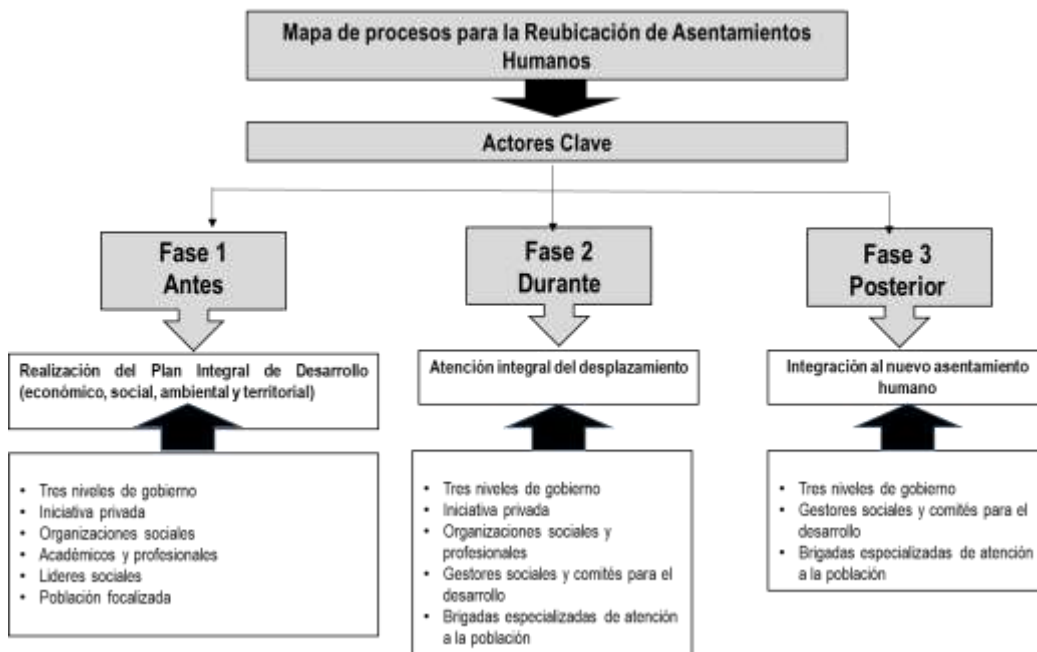 Mapa de procesos para la Reubicación de Asentamientos
Humanos
Actores Clave
Fase 1
Antes
Realización del Plan Integral de Desarrollo
(económico, social, ambiental y territorial)
• Tres niveles de gobierno
• Iniciativa privada
• Organizaciones sociales
• Académicos y profesionales
• Lideres sociales
• Población focalizada
Fase 2
Durante
Atención integral del desplazamiento
• Tres niveles de gobierno
• Iniciativa privada
• Organizaciones sociales y
profesionales
• Gestores sociales y comités para el
desarrollo
• Brigadas especializadas de atención
a la población
Fase 3
Posterior
Integración al nuevo asentamiento
humano
• Tres niveles de gobierno
• Gestores sociales y comités para el
desarrollo
• Brigadas especializadas de atención
a la población